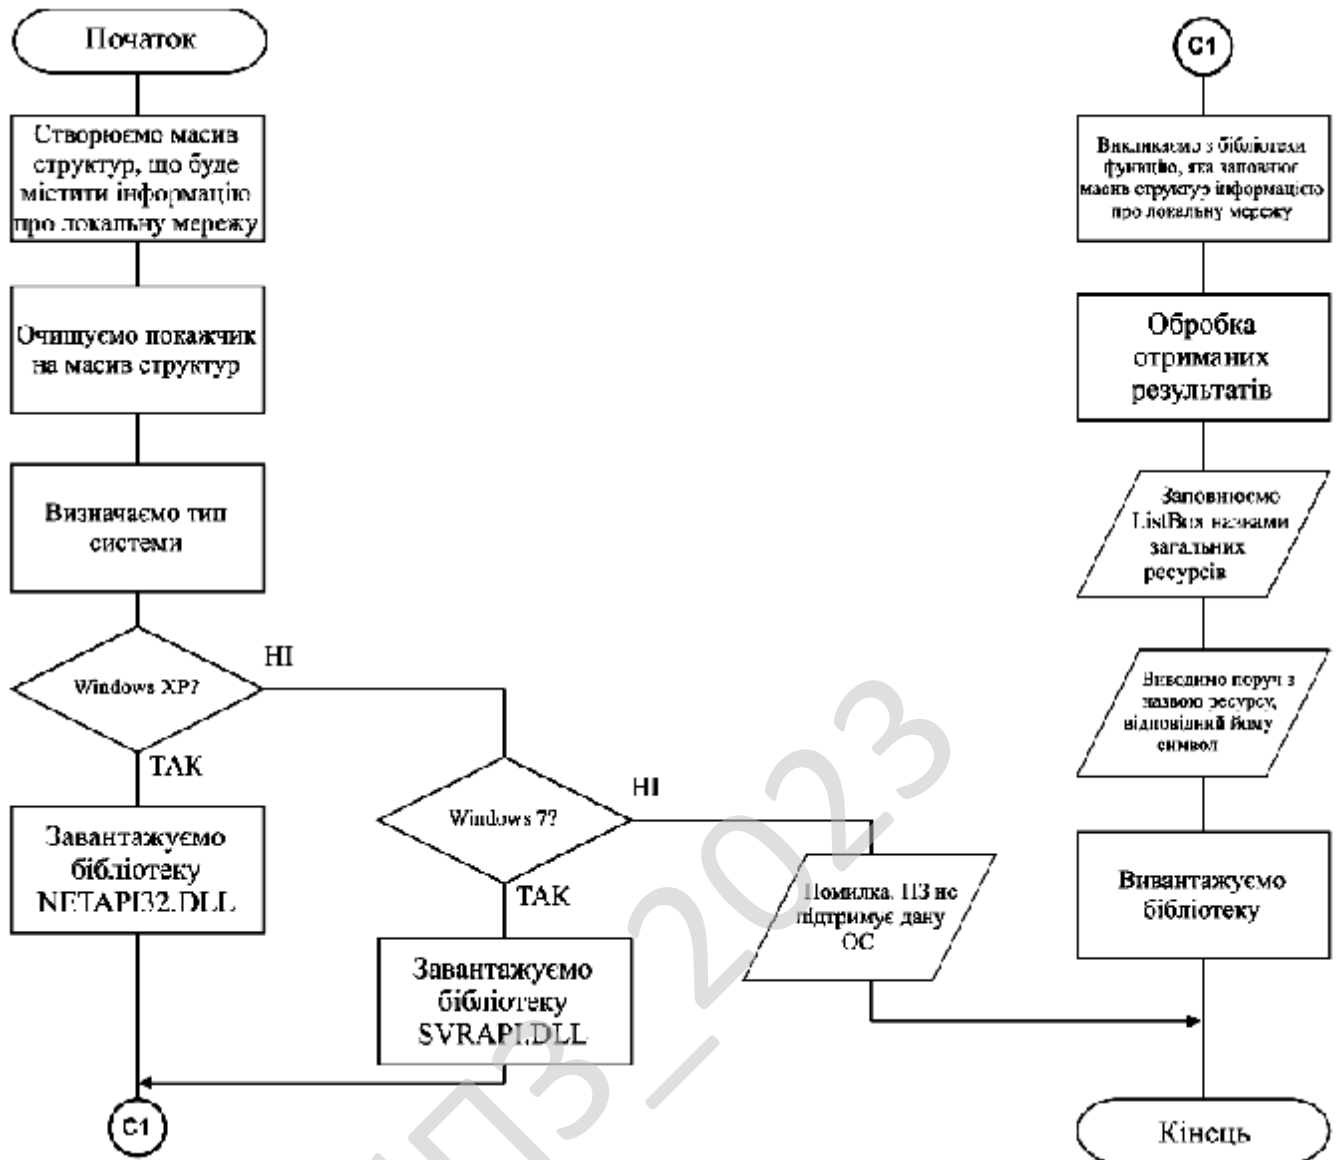 Початок
Створюємо масив
структур, що буде
містити інформацію
про локальну мережу
Очищуємо покажчик
на масив структур
Визначаємо тип
системи
Windows XP?
НІ
ТАК
Завантажуємо
бібліотеку
NETAPI32.DLL
Windows 7?
НІ
ТАК
Завантажуємо
бібліотеку
SVRAPI.DLL
Помилка. ПЗ не
підтримує дану
ОС
C1
C1
Викликаємо з бібліотеки
функцію, яка заповнює
масив структур інформацією
про локальну мережу
Обробка
отриманих
результатів
Заповнюємо
ListBox назвами
загальних
ресурсів
Виводимо поруч з
назвою ресурсу,
відповідний йому
символ
Вивантажуємо
бібліотеку
Кінець
ПЗ_2023